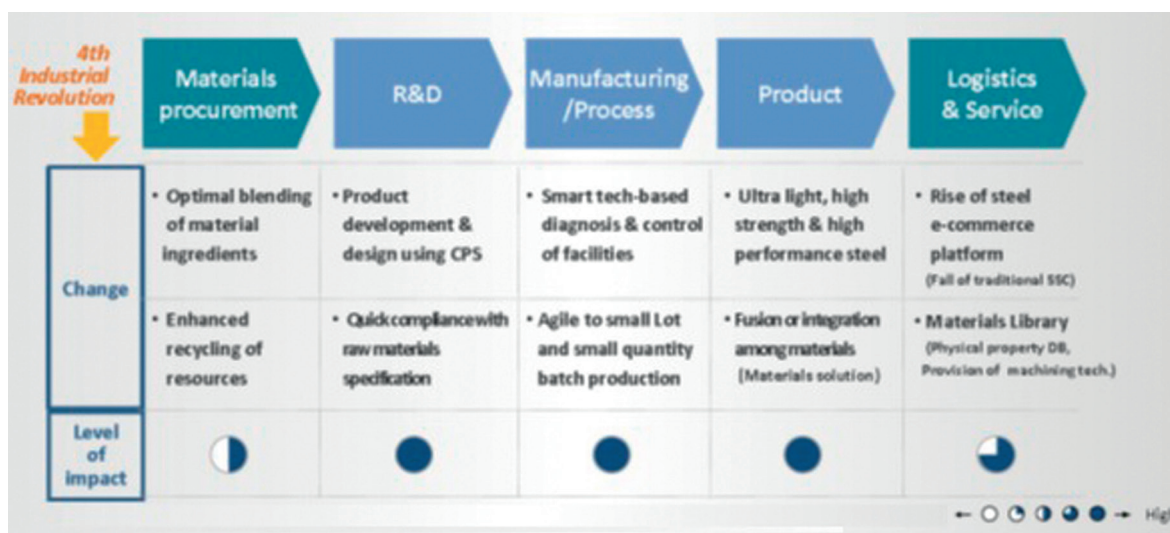 4th
Industrial
Revolution
Materials
procurement
R&D
Manufacturing
/Process
Product
Logistics
& Service
Change
• Optimal blending
of material
ingredients
• Product
development &
design using CPS
• Smart tech-based
diagnosis & control
of facilities
• Ultra light, high
strength & high
performance steel
• Rise of steel
e-commerce
platform
(Fall of traditional SSC)
• Enhanced
recycling of
resources
• Quick compliance with
raw materials
specification
• Agile to small Lot
and small quantity
batch production
• Fusion or integration
among materials
(Materials solution)
• Materials Library
(Physical property DB,
Provision of machining tech.)
Level
of
impact
High